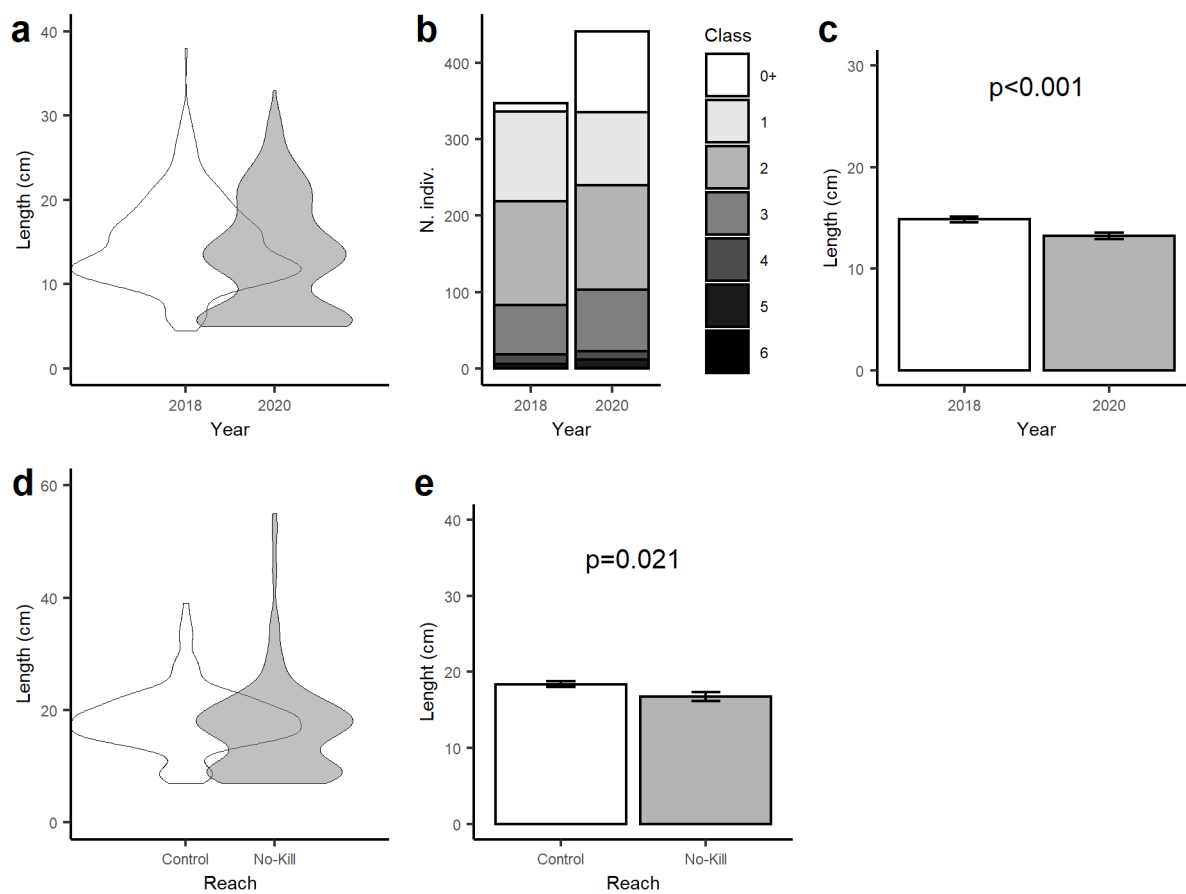 a
40
30
20
10
0
Length (cm)
2018
2020
Year
b
400
300
200
100
0
N. indiv.
2018
2020
Year
Class
0+
1
2
3
4
5
6
c
30
20
10
0
Length (cm)
p<0.001
2018
2020
Year
d
60
40
20
0
Length (cm)
Control
No-Kill
Reach
e
40
30
20
10
0
Lenght (cm)
p=0.021
Control
No-Kill
Reach